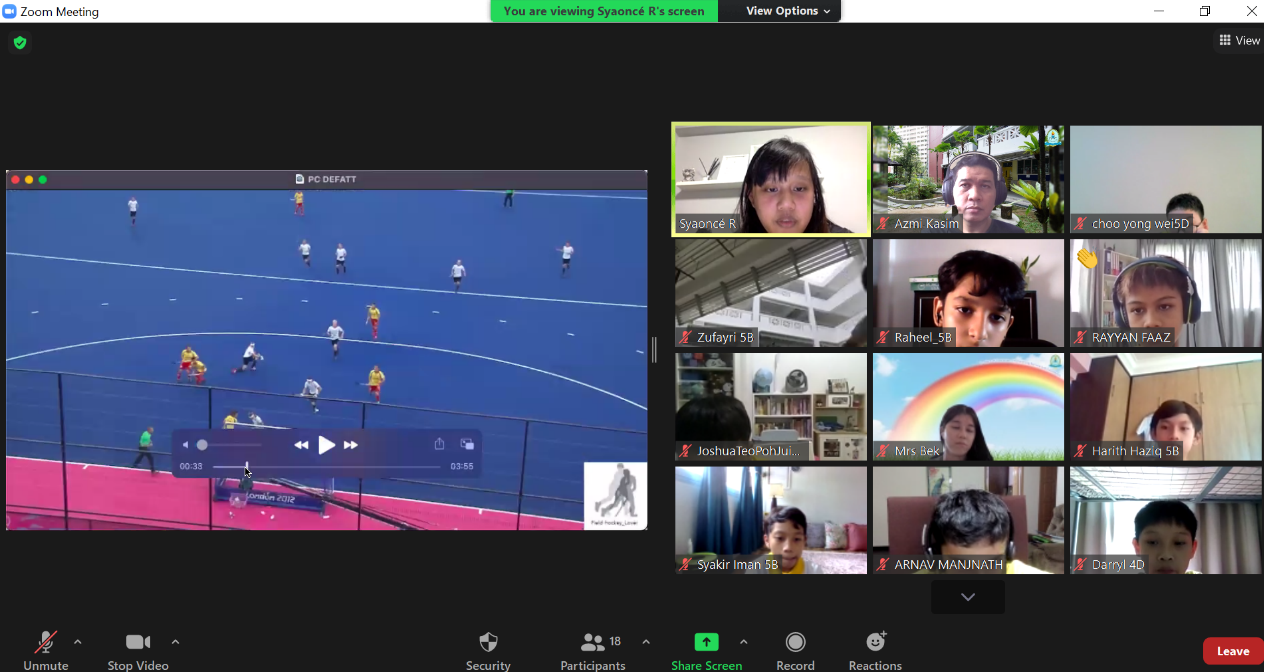 Zoom Meeting
You are viewing Syaoncé R's screen
View Options
View
PC DEFATT
00:33
03:55
London 2012
Field Hockey_Lover
Syaoncé R
Azmi Kasim
choo yong wei5D
Zufayri 5B
Raheel_5B
RAYYAN FAAZ
JoshuaTeoPohJui...
Mrs Bek
Harith Haziq 5B
Syakir Iman 5B
ARNAV MANJNATH
Darryl 4D
Unmute
Stop Video
Security
18
Participants
Share Screen
Record
Reactions
Leave